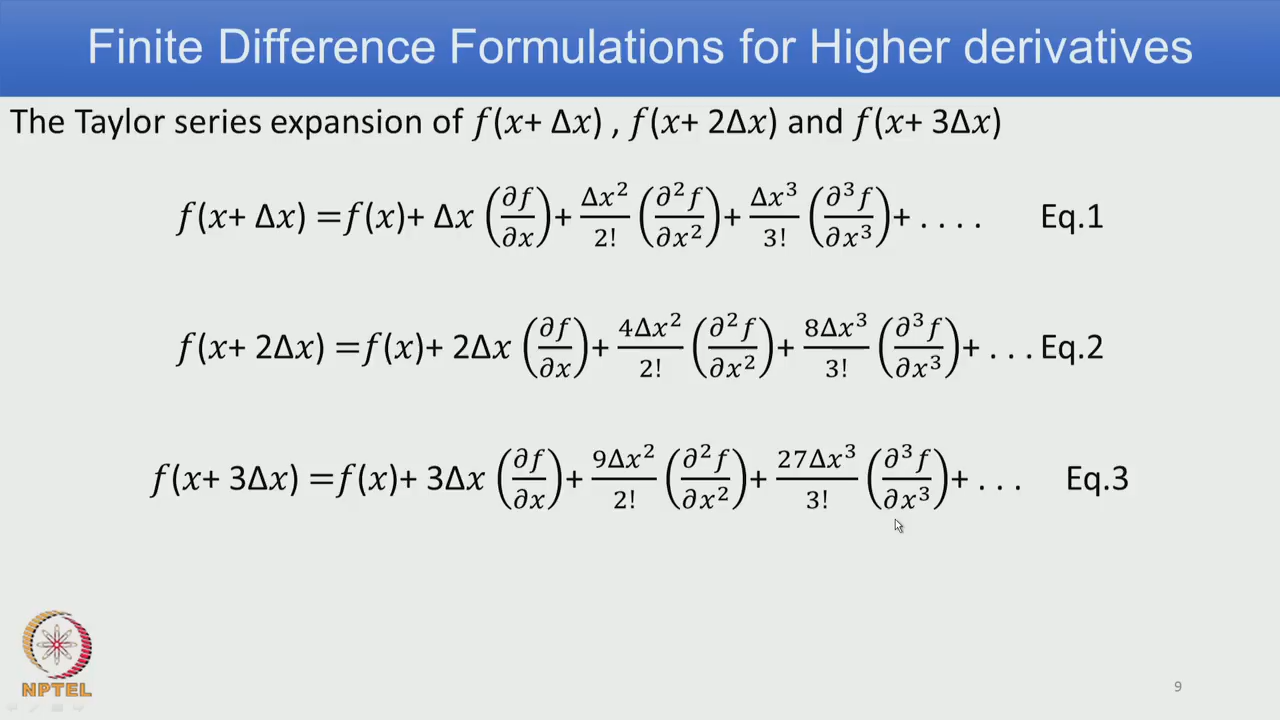 Finite Difference Formulations for Higher derivatives
The Taylor series expansion of f(x+ Δx) , f(x+ 2Δx) and f(x+ 3Δx)
f(x+ Δx) =f(x)+ Δx (∂f/∂x)+ Δx²/2! (∂²f/∂x²)+ Δx³/3! (∂³f/∂x³)+ . . . . Eq.1
f(x+ 2Δx) =f(x)+ 2Δx (∂f/∂x)+ 4Δx²/2! (∂²f/∂x²)+ 8Δx³/3! (∂³f/∂x³)+ . . . Eq.2
f(x+ 3Δx) =f(x)+ 3Δx (∂f/∂x)+ 9Δx²/2! (∂²f/∂x²)+ 27Δx³/3! (∂³f/∂x³)+ . . . Eq.3
NPTEL
9